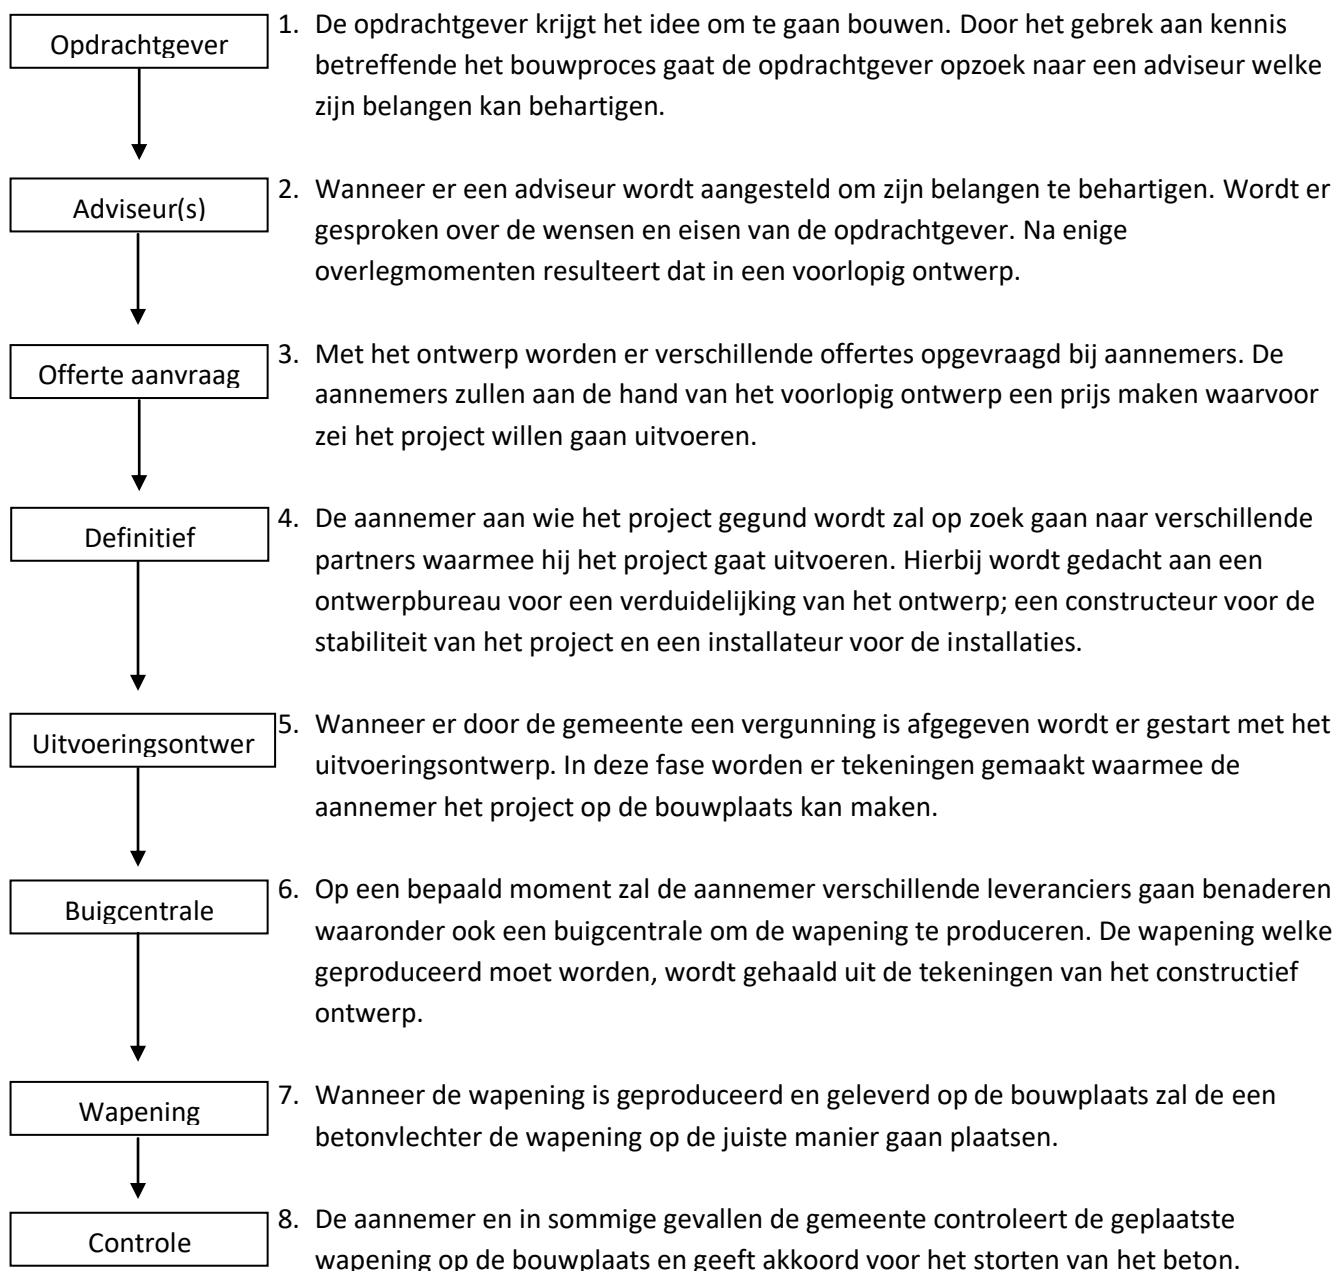 Opdrachtgever
1. De opdrachtgever krijgt het idee om te gaan bouwen. Door het gebrek aan kennis
betreffende het bouwproces gaat de opdrachtgever opzoek naar een adviseur welke
zijn belangen kan behartigen.
Adviseur(s)
2. Wanneer er een adviseur wordt aangesteld om zijn belangen te behartigen. Wordt er
gesproken over de wensen en eisen van de opdrachtgever. Na enige
overlegmomenten resulteert dat in een voorlopig ontwerp.
Offerte aanvraag
3. Met het ontwerp worden er verschillende offertes opgevraagd bij aannemers. De
aannemers zullen aan de hand van het voorlopig ontwerp een prijs maken waarvoor
zei het project willen gaan uitvoeren.
Definitief
4. De aannemer aan wie het project gegund wordt zal op zoek gaan naar verschillende
partners waarmee hij het project gaat uitvoeren. Hierbij wordt gedacht aan een
ontwerpbureau voor een verduidelijking van het ontwerp; een constructeur voor de
stabiliteit van het project en een installateur voor de installaties.
Uitvoeringsontwer
5. Wanneer er door de gemeente een vergunning is afgegeven wordt er gestart met het
uitvoeringsontwerp. In deze fase worden er tekeningen gemaakt waarmee de
aannemer het project op de bouwplaats kan maken.
Buigcentrale
6. Op een bepaald moment zal de aannemer verschillende leveranciers gaan benaderen
waaronder ook een buigcentrale om de wapening te produceren. De wapening welke
geproduceerd moet worden, wordt gehaald uit de tekeningen van het constructief
ontwerp.
Wapening
7. Wanneer de wapening is geproduceerd en geleverd op de bouwplaats zal de een
betonvlechter de wapening op de juiste manier gaan plaatsen.
Controle
8. De aannemer en in sommige gevallen de gemeente controleert de geplaatste
wapening op de bouwplaats en geeft akkoord voor het storten van het beton.